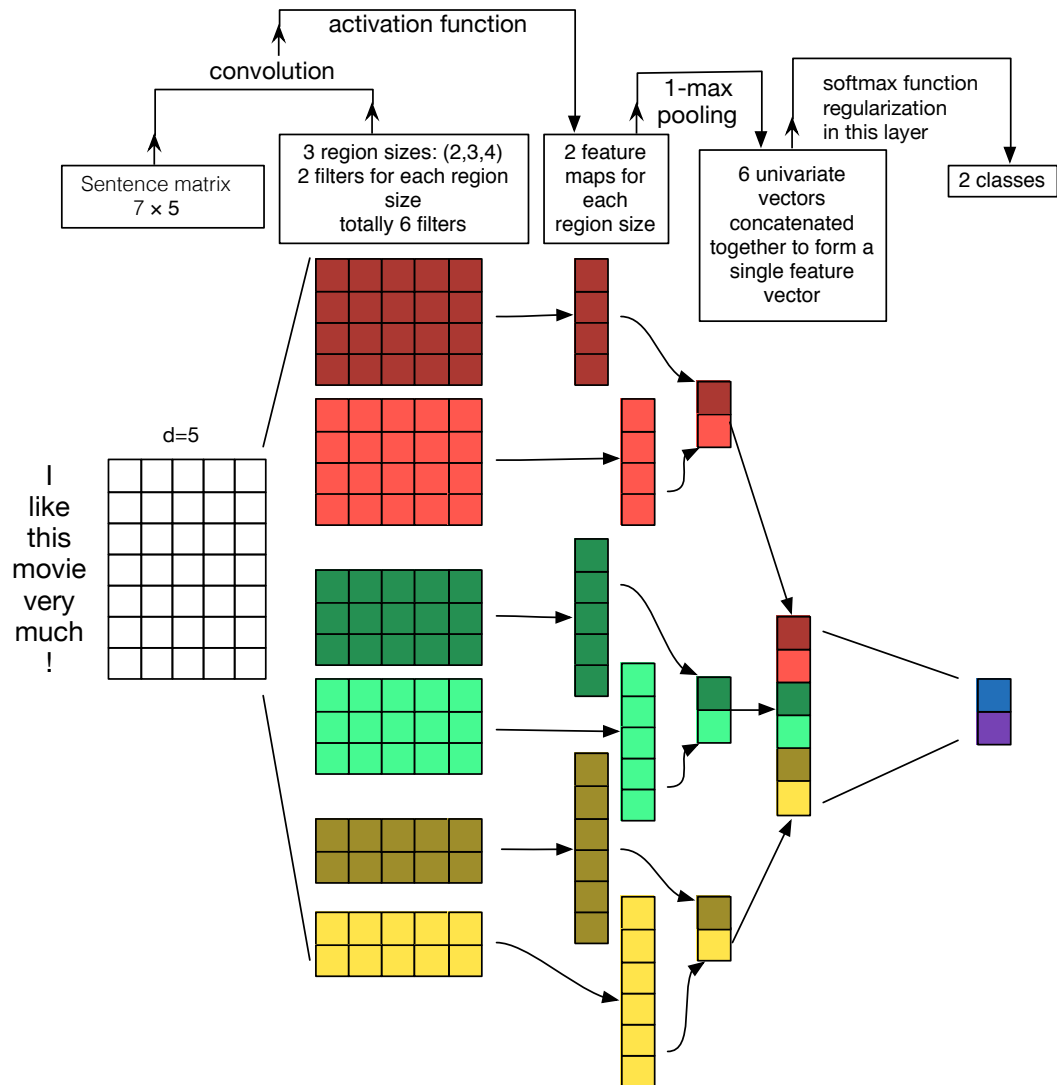 activation function
convolution
1-max
pooling
softmax function
regularization
in this layer
Sentence matrix
7 × 5
3 region sizes: (2,3,4)
2 filters for each region
size
totally 6 filters
2 feature
maps for
each
region size
6 univariate
vectors
concatenated
together to form a
single feature
vector
2 classes
d=5
I
like
this
movie
very
much
!